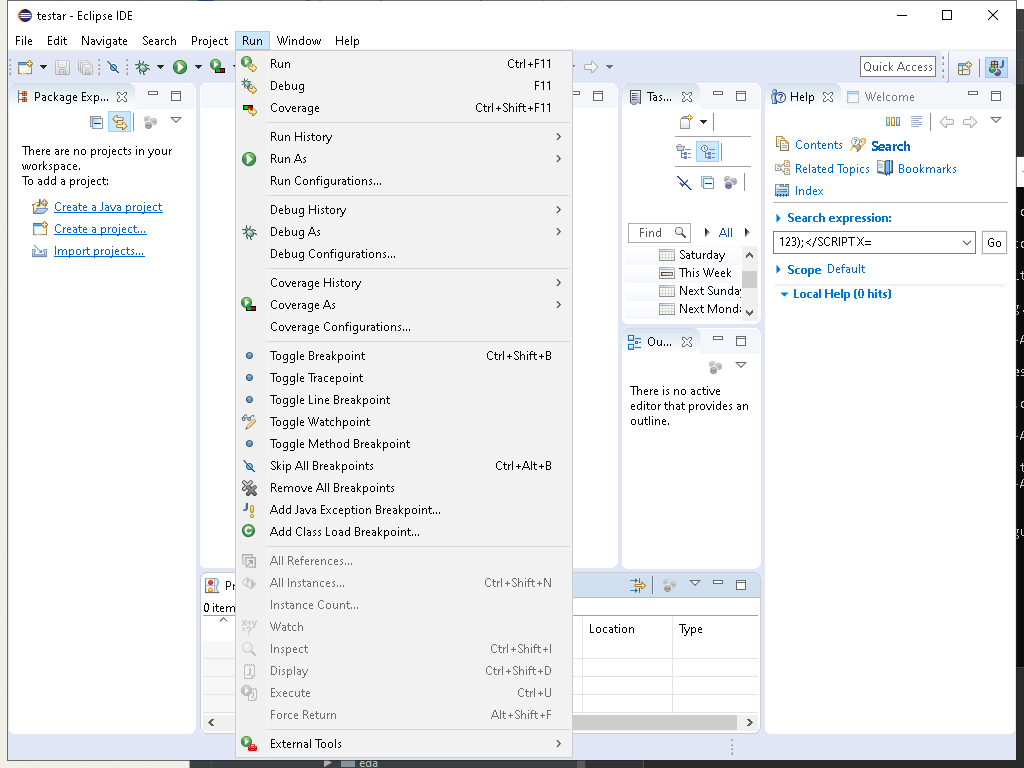 testar - Eclipse IDE
File Edit Navigate Search Project Run Window Help
Quick Access
Package Exp...
There are no projects in your
workspace.
To add a project:
Create a Java project
Create a project...
Import projects...
Run Ctrl+F11
Debug F11
Coverage Ctrl+Shift+F11
Run History
Run As
Run Configurations...
Debug History
Debug As
Debug Configurations...
Coverage History
Coverage As
Coverage Configurations...
Toggle Breakpoint Ctrl+Shift+B
Toggle Tracepoint
Toggle Line Breakpoint
Toggle Watchpoint
Toggle Method Breakpoint
Skip All Breakpoints Ctrl+Alt+B
Remove All Breakpoints
Add Java Exception Breakpoint...
Add Class Load Breakpoint...
All References...
All Instances... Ctrl+Shift+N
Instance Count...
Watch
Inspect Ctrl+Shift+I
Display Ctrl+Shift+D
Execute Ctrl+U
Force Return Alt+Shift+F
External Tools
Pr
0 item
Location Type
Tas...
Find All
Saturday
This Week
Next Sunday
Next Mond
Ou...
There is no active
editor that provides an
outline.
Help Welcome
Contents Search
Related Topics Bookmarks
Index
Search expression:
123);</SCRIPT X= Go
Scope Default
Local Help (0 hits)
eda